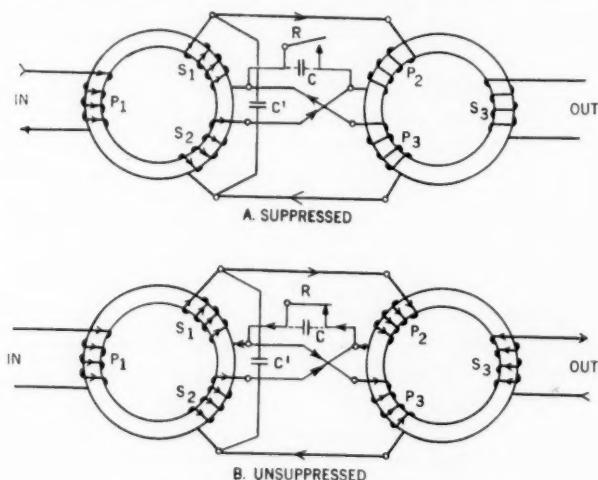 R
S₁
P₂
C
IN
P₁
C'
S₃
OUT
S₂
P₃
A. SUPPRESSED
R
S₁
P₂
C
IN
P₁
C'
S₃
OUT
S₂
P₃
B. UNSUPPRESSED